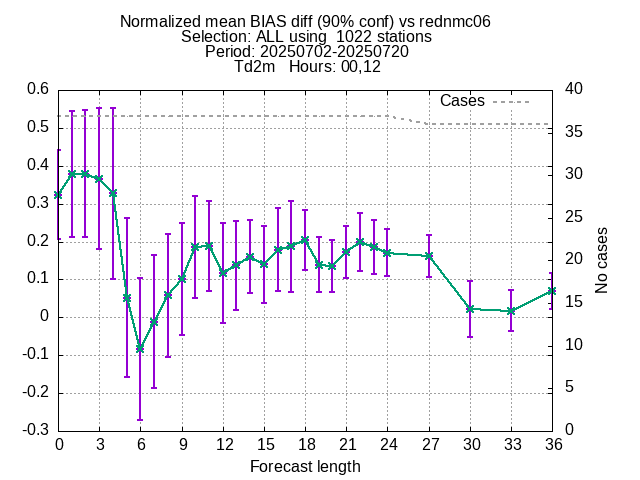 Normalized mean BIAS diff (90% conf) vs rednmc06
Selection: ALL using  1022 stations
Period: 20250702-20250720
Td2m   Hours: 00,12
Cases
0.6
0.5
0.4
0.3
0.2
0.1
0
-0.1
-0.2
-0.3
40
35
30
25
20
15
10
5
0
No cases
0 3 6 9 12 15 18 21 24 27 30 33 36
Forecast length